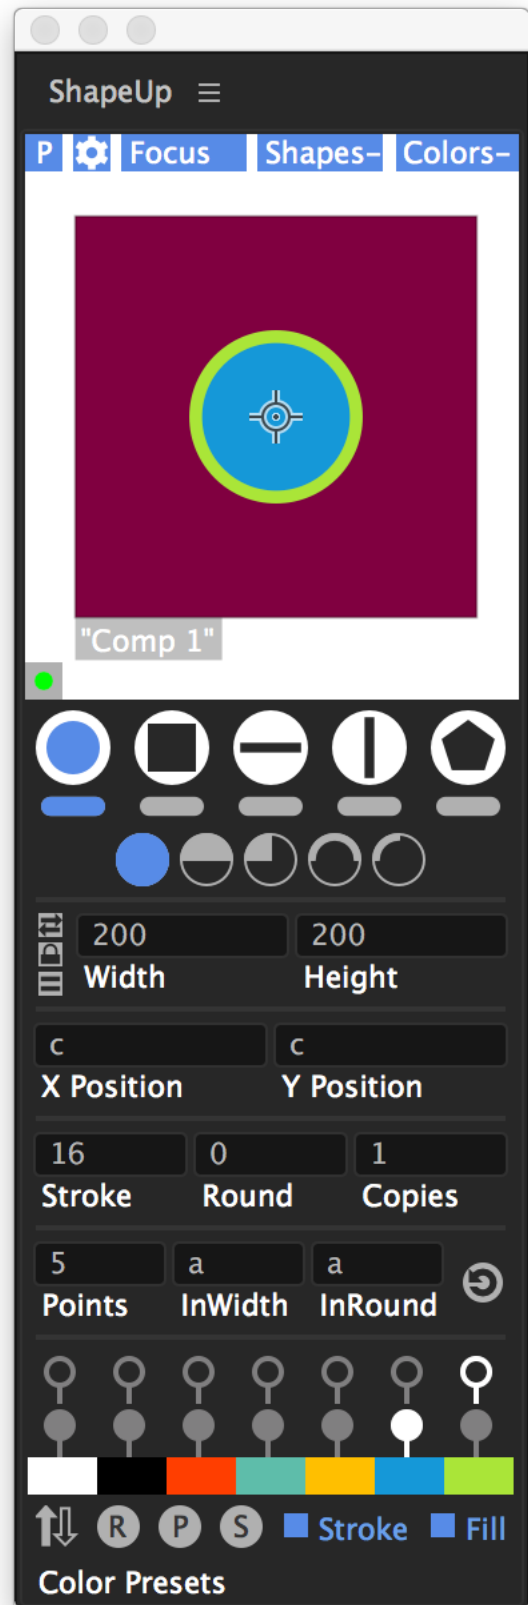 ShapeUp
P Focus Shapes- Colors-
"Comp 1"
200 200
Width Height
c c
X Position Y Position
16 0 1
Stroke Round Copies
5 a a
Points InWidth InRound
R P S Stroke Fill
Color Presets